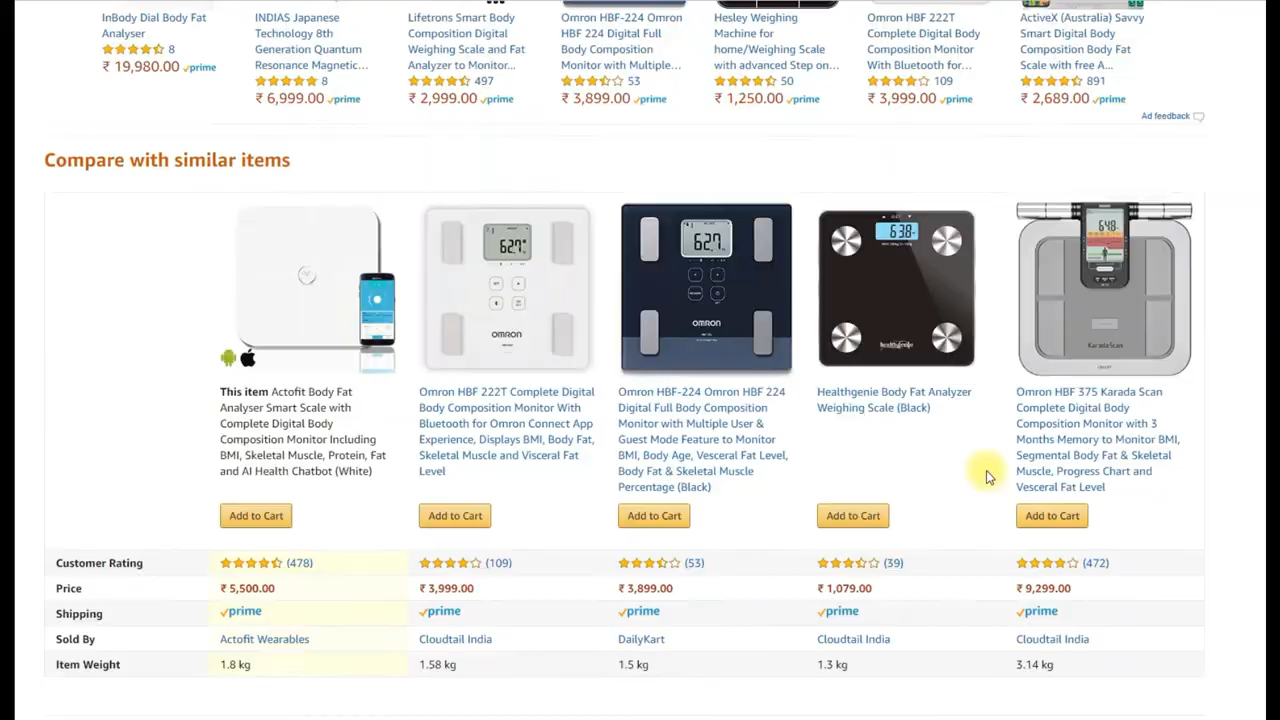 InBody Dial Body Fat
Analyser
8
₹ 19,980.00 prime
INDIAS Japanese
Technology 8th
Generation Quantum
Resonance Magnetic...
8
₹ 6,999.00 prime
Lifetrons Smart Body
Composition Digital
Weighing Scale and Fat
Analyzer to Monitor...
497
₹ 2,999.00 prime
Omron HBF-224 Omron
HBF 224 Digital Full
Body Composition
Monitor with Multiple...
53
₹ 3,899.00 prime
Hesley Weighing
Machine for
home/Weighing Scale
with advanced Step on...
50
₹ 1,250.00 prime
Omron HBF 222T
Complete Digital Body
Composition Monitor
With Bluetooth for...
109
₹ 3,999.00 prime
ActiveX (Australia) Savvy
Smart Digital Body
Composition Body Fat
Scale with free A...
891
₹ 2,689.00 prime
Ad feedback
Compare with similar items
62.7
OMRON
62.7
OMRON
63.8
healthgenie
64.8
KaradaScan
This item Actofit Body Fat
Analyser Smart Scale with
Complete Digital Body
Composition Monitor Including
BMI, Skeletal Muscle, Protein, Fat
and AI Health Chatbot (White)
Omron HBF 222T Complete Digital
Body Composition Monitor With
Bluetooth for Omron Connect App
Experience, Displays BMI, Body Fat,
Skeletal Muscle and Visceral Fat
Level
Omron HBF-224 Omron HBF 224
Digital Full Body Composition
Monitor with Multiple User &
Guest Mode Feature to Monitor
BMI, Body Age, Vesceral Fat Level,
Body Fat & Skeletal Muscle
Percentage (Black)
Healthgenie Body Fat Analyzer
Weighing Scale (Black)
Omron HBF 375 Karada Scan
Complete Digital Body
Composition Monitor with 3
Months Memory to Monitor BMI,
Segmental Body Fat & Skeletal
Muscle, Progress Chart and
Vesceral Fat Level
Add to Cart Add to Cart Add to Cart Add to Cart Add to Cart
Customer Rating (478) (109) (53) (39) (472)
Price ₹ 5,500.00 ₹ 3,999.00 ₹ 3,899.00 ₹ 1,079.00 ₹ 9,299.00
Shipping prime prime prime prime prime
Sold By Actofit Wearables Cloudtail India DailyKart Cloudtail India Cloudtail India
Item Weight 1.8 kg 1.58 kg 1.5 kg 1.3 kg 3.14 kg